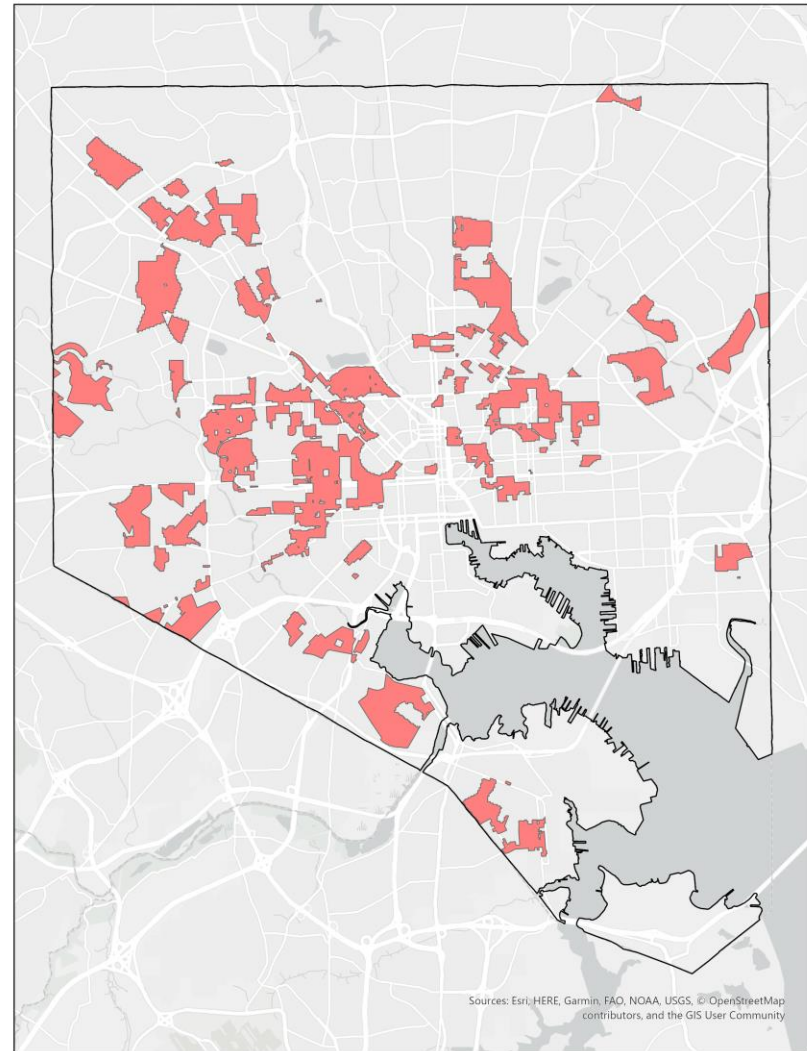 Sources: Esri, HERE, Garmin, FAO, NOAA, USGS, © OpenStreetMap
contributors, and the GIS User Community